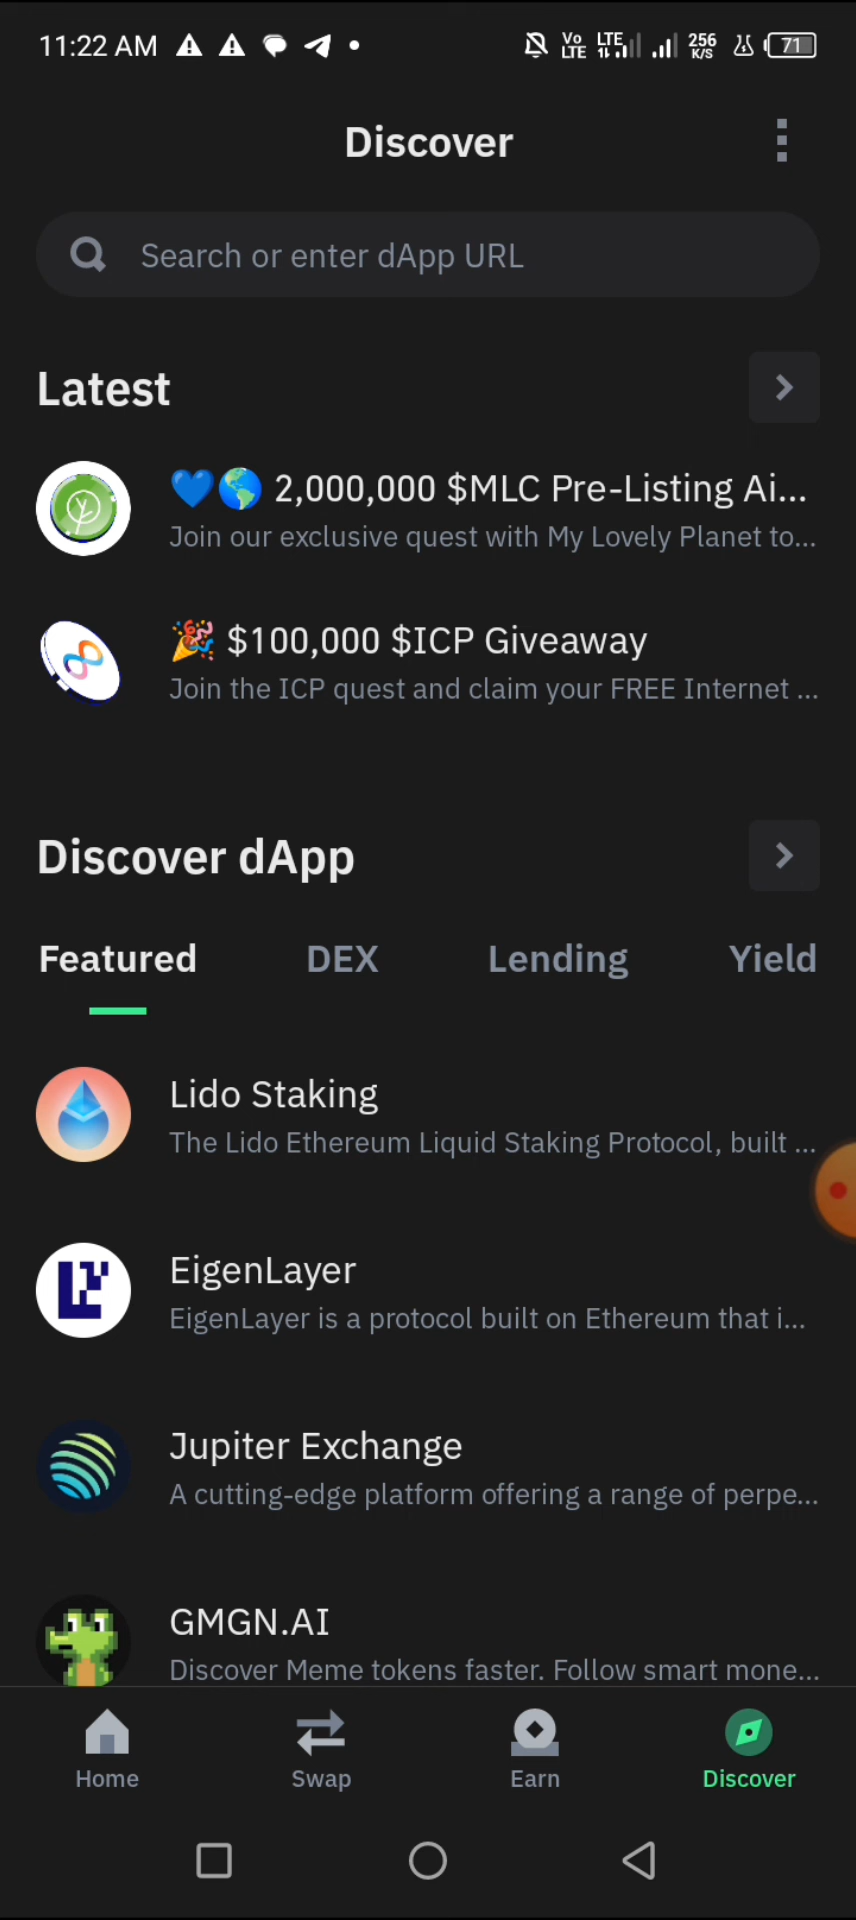 11:22 AM
Vo LTE LTE 256 K/S 71
Discover
Search or enter dApp URL
Latest
💙🌎 2,000,000 $MLC Pre-Listing Ai...
Join our exclusive quest with My Lovely Planet to...
🎉 $100,000 $ICP Giveaway
Join the ICP quest and claim your FREE Internet ...
Discover dApp
Featured DEX Lending Yield
Lido Staking
The Lido Ethereum Liquid Staking Protocol, built ...
EigenLayer
EigenLayer is a protocol built on Ethereum that i...
Jupiter Exchange
A cutting-edge platform offering a range of perpe...
GMGN.AI
Discover Meme tokens faster. Follow smart mone...
Home Swap Earn Discover